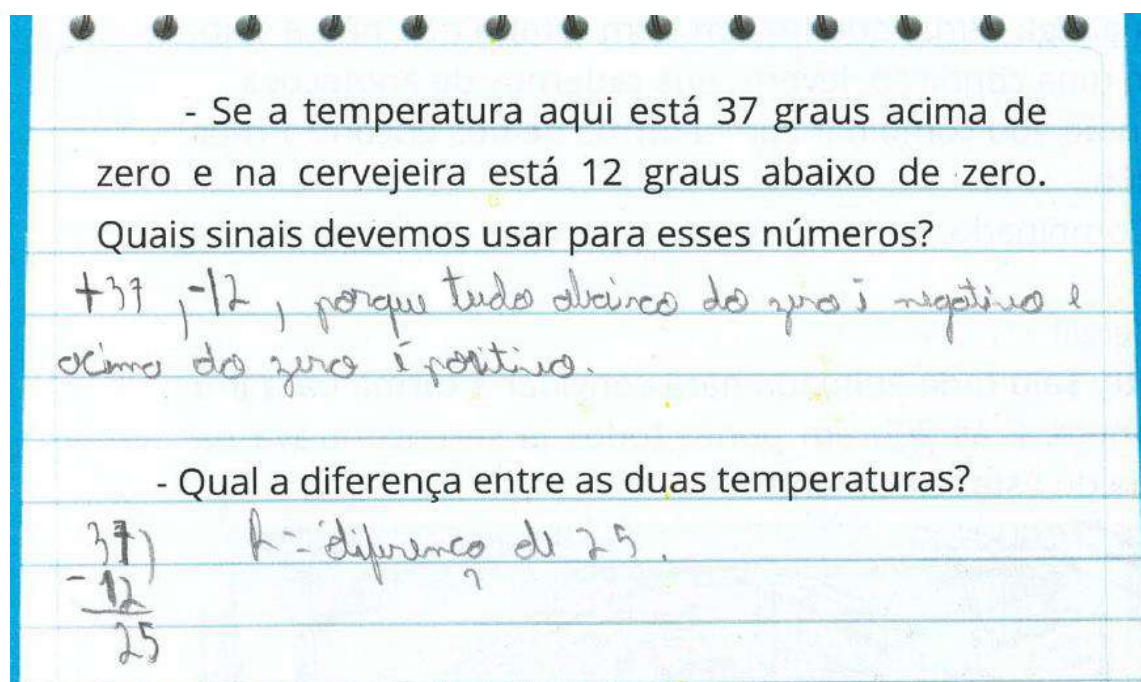 - Se a temperatura aqui está 37 graus acima de
zero e na cervejeira está 12 graus abaixo de zero.
Quais sinais devemos usar para esses números?
+37, -12, porque tudo abaixo do zero é negativo e
acima do zero é positivo.
- Qual a diferença entre as duas temperaturas?
37 R= diferença de 25.
-12
25